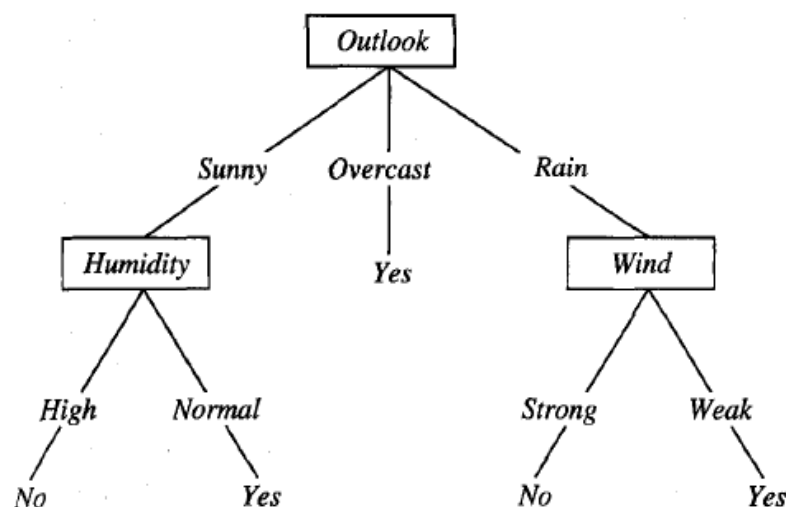 Outlook
Sunny Overcast Rain
Humidity Yes Wind
High Normal Strong Weak
No Yes No Yes